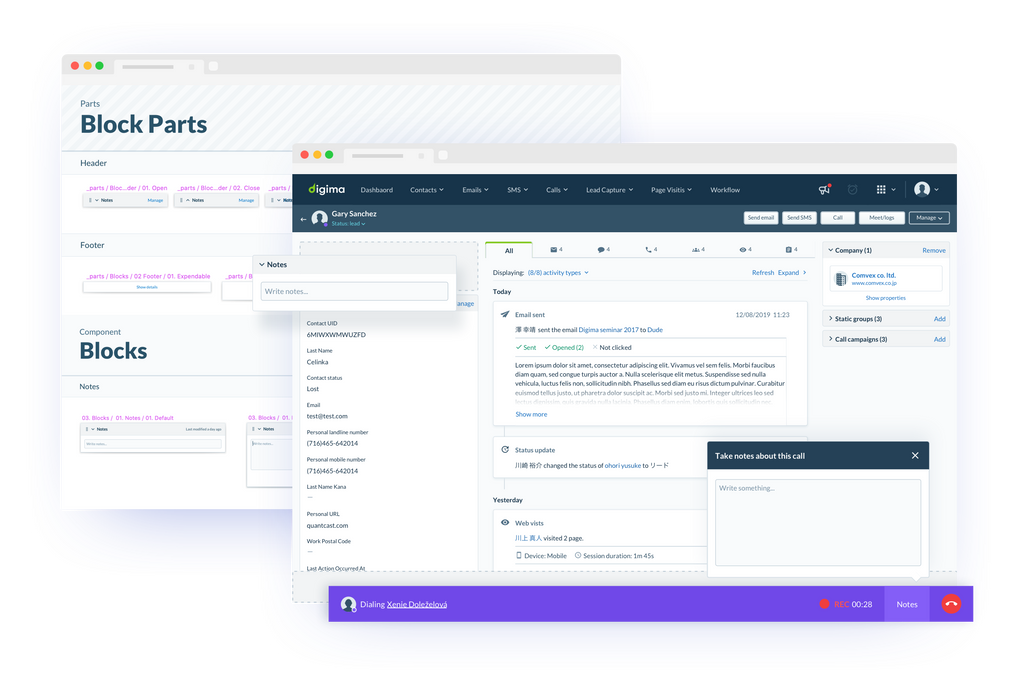 Parts
Block Parts
Header
_parts / Bloc...der / 01. Open
_parts / Bloc...der / 02. Close
_parts / Bloc
Notes Manage
Notes Manage
Notes
Footer
_parts / Blocks / 02 Footer / 01. Expendable
_parts / B
Show details
Component
Blocks
Notes
03. Blocks / 01. Notes / 01. Default
03. Blocks / 01.
Notes Last modified a day ago
Write notes...
Notes
Write notes...
digima Dashbaord Contacts Emails SMS Calls Lead Capture Page Visitis Workflow
Gary Sanchez
Status: lead
Send email Send SMS Call Meet/logs Manage
Notes
Write notes...
anage
Contact UID
6MIWXWMWUZFD
Last Name
Celinka
Contact status
Lost
Email
test@test.com
Personal landline number
(716)465-642014
Personal mobile number
(716)465-642014
Last Name Kana
—
Personal URL
quantcast.com
Work Postal Code
—
Last Action Occurred At
All 4 4 4 4 4 4
Displaying: (8/8) activity types Refresh Expand
Today
Email sent 12/08/2019 11:23
澤 幸晴 sent the email Digima seminar 2017 to Dude
Sent Opened (2) Not clicked
Lorem ipsum dolor sit amet, consectetur adipiscing elit. Vivamus vel sem felis. Morbi faucibus
diam quam, sed congue turpis auctor a. Nulla scelerisque elit metus. Suspendisse sed nulla
vehicula, luctus felis non, sollicitudin nibh. Phasellus sed diam eu risus dictum pulvinar. Curabitur
euismod tellus justo, ut pharetra dolor suscipit ac. Morbi sed justo mi. Integer ultrices leo sed
Show more
Status update
川崎 裕介 changed the status of ohori yusuke to リード
Yesterday
Web vists
川上 真人 visited 2 page.
Device: Mobile Session duration: 1m 45s
Company (1) Remove
Comvex co. ltd.
www.comvex.co.jp
Show properties
Static groups (3) Add
Call campaigns (3) Add
Take notes about this call
Write something...
Dialing Xenie Doleželová REC 00:28 Notes